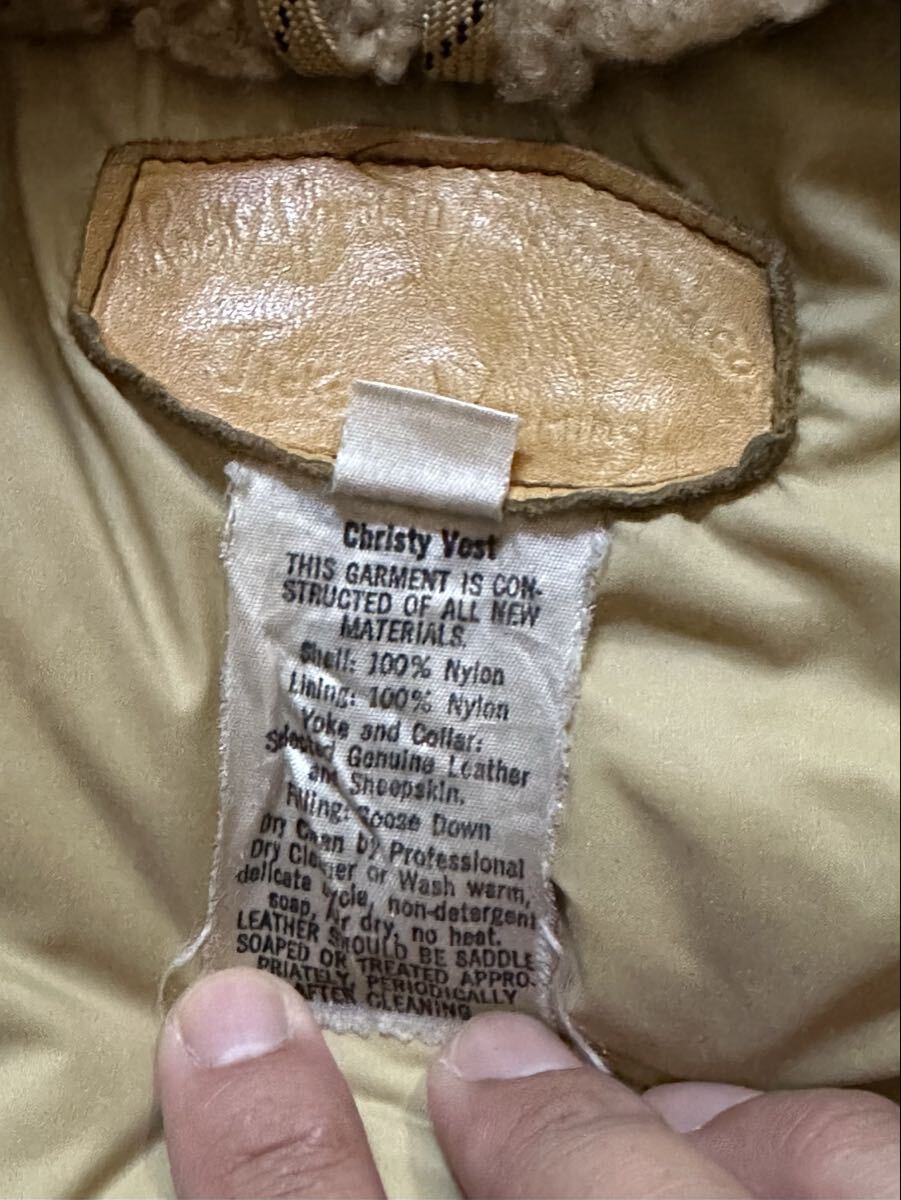 Christy Vest
THIS GARMENT IS CON-
STRUCTED OF ALL NEW
MATERIALS.
Shell: 100% Nylon
Lining: 100% Nylon
Yoke and Collar:
Selected Genuine Leather
and Sheepskin.
Filling: Goose Down
Dry Clean by Professional
Dry Cleaner or Wash warm,
delicate cycle, non-detergent
soap, Air dry, no heat.
LEATHER SHOULD BE SADDLE
SOAPED OR TREATED APPRO-
PRIATELY PERIODICALLY
AFTER CLEANING